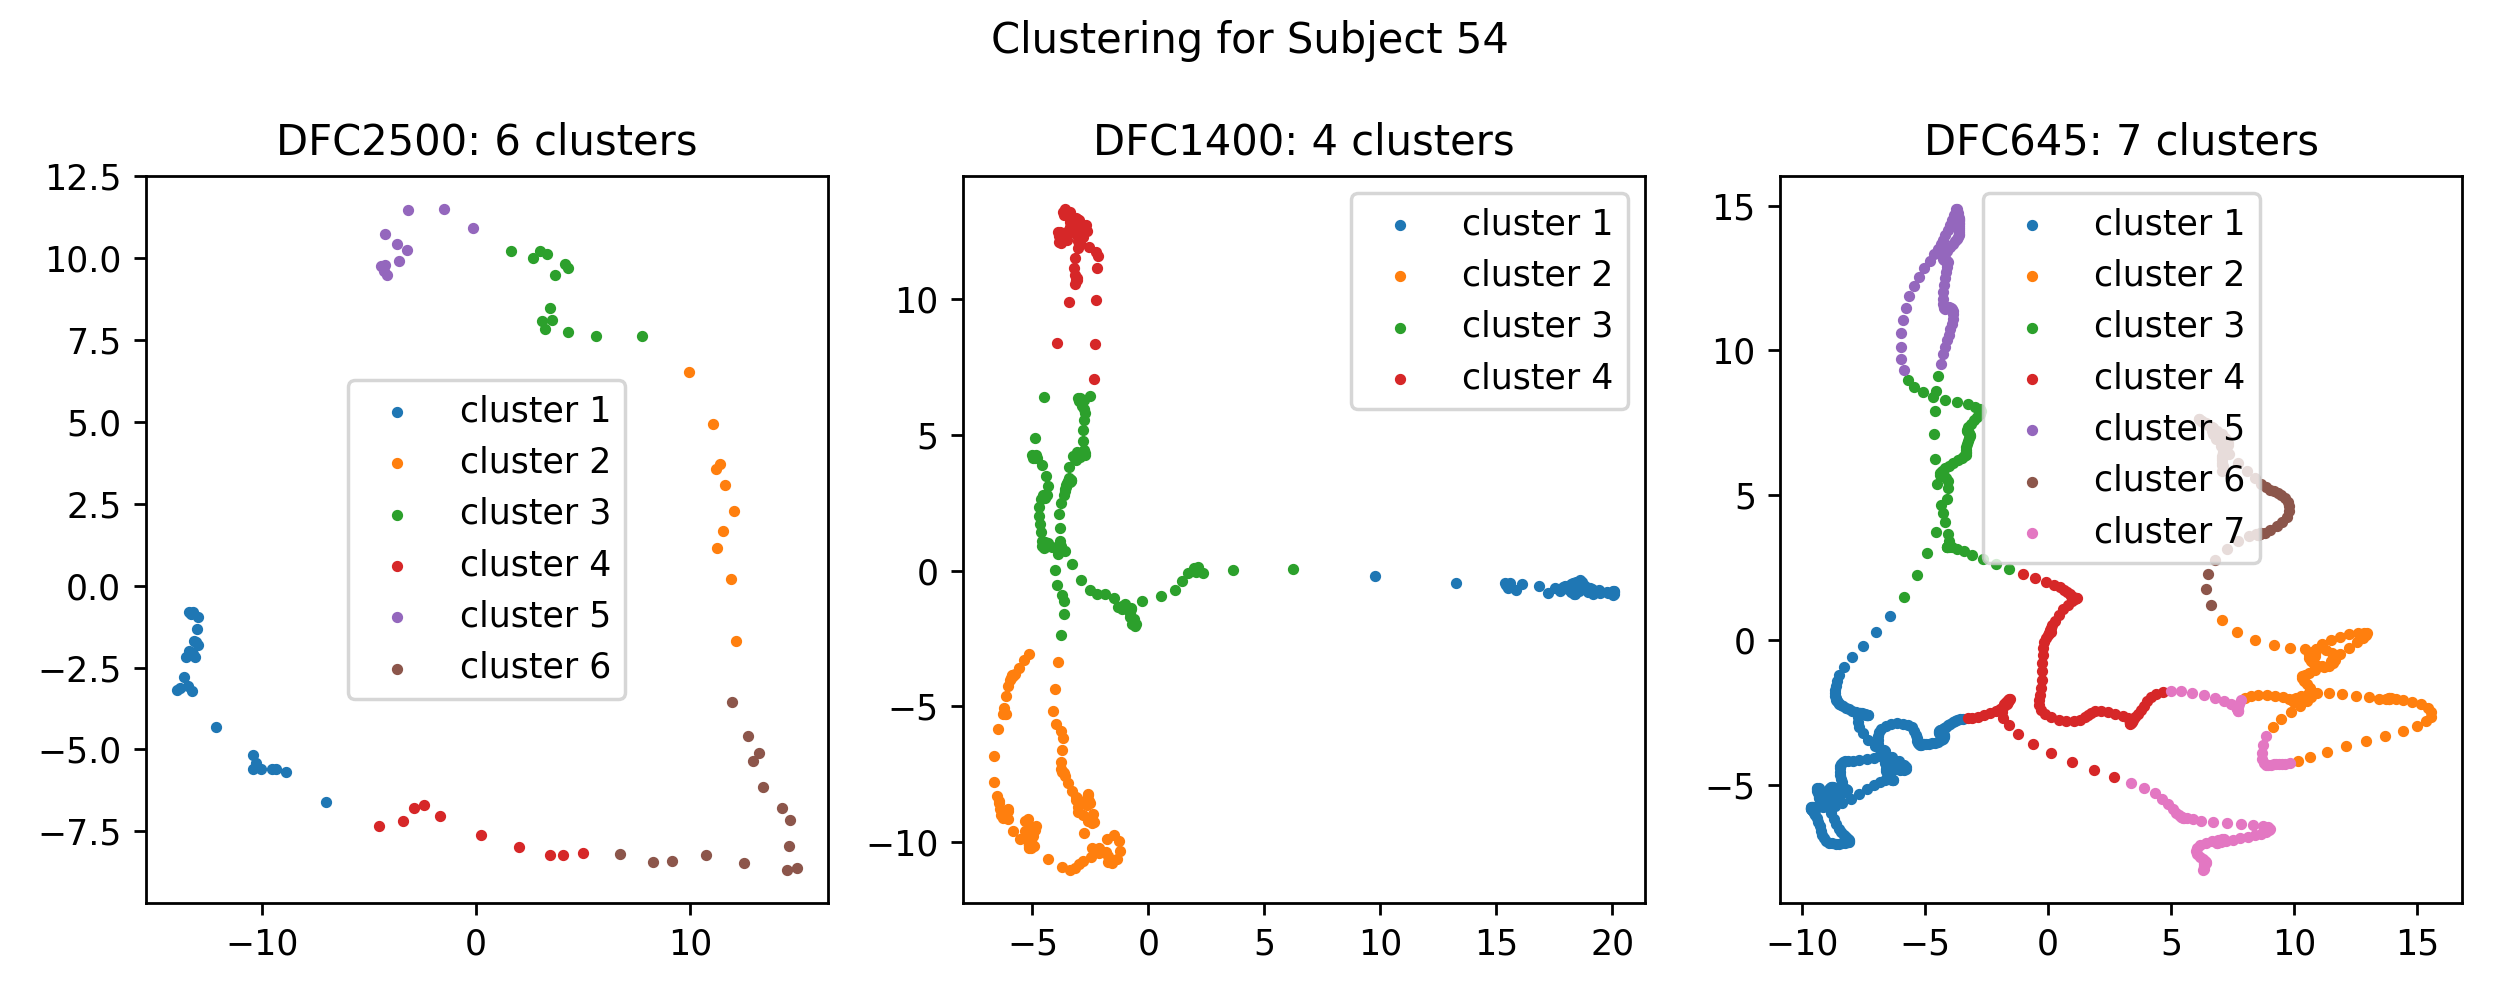 Clustering for Subject 54
DFC2500: 6 clusters
12.5
10.0
7.5
5.0
2.5
0.0
−2.5
−5.0
−7.5
−10
0
10
cluster 1
cluster 2
cluster 3
cluster 4
cluster 5
cluster 6
DFC1400: 4 clusters
10
5
0
−5
−10
−5
0
5
10
15
20
cluster 1
cluster 2
cluster 3
cluster 4
DFC645: 7 clusters
15
10
5
0
−5
−10
−5
0
5
10
15
cluster 1
cluster 2
cluster 3
cluster 4
cluster 5
cluster 6
cluster 7